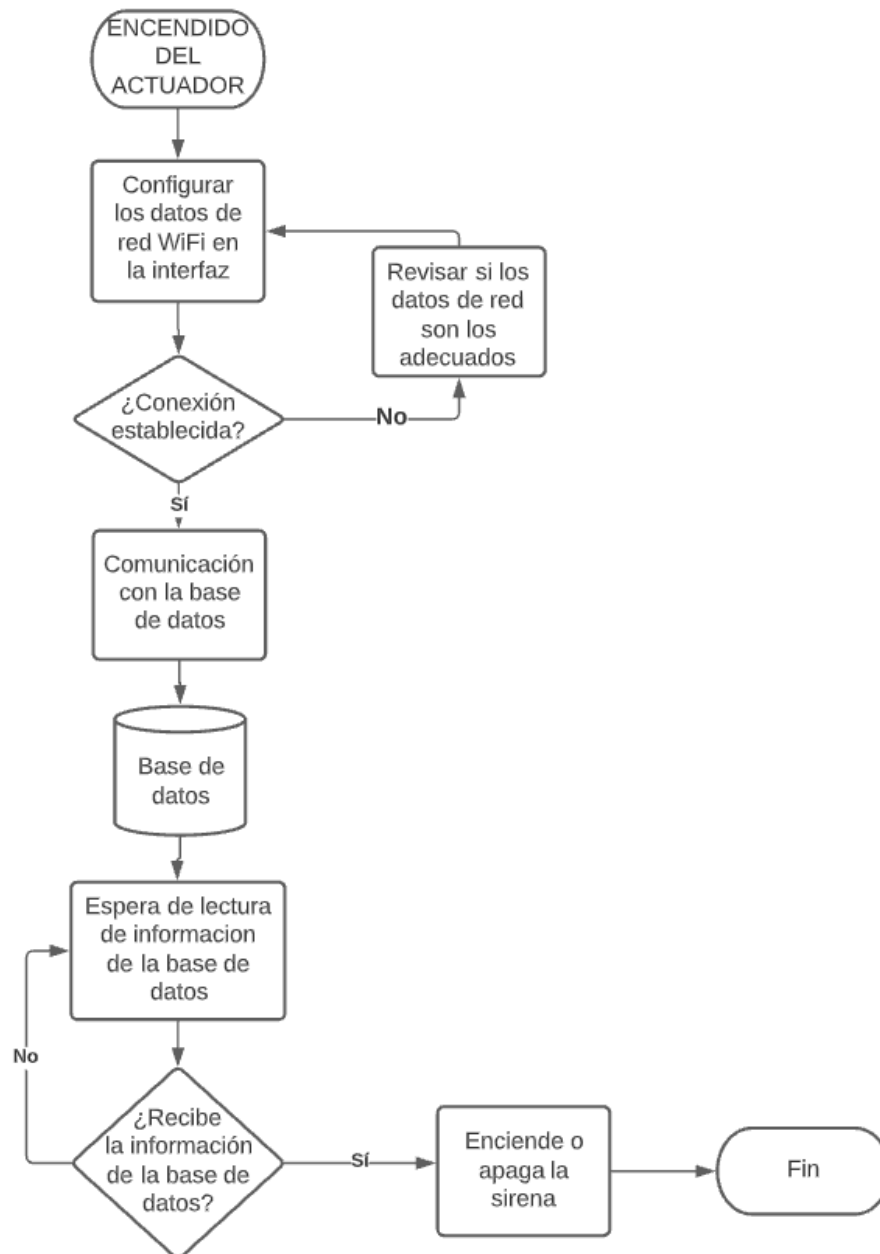 ENCENDIDO
DEL
ACTUADOR
Configurar
los datos de
red WiFi en
la interfaz
Revisar si los
datos de red
son los
adecuados
¿Conexión
establecida?
No
Sí
Comunicación
con la base
de datos
Base de
datos
Espera de lectura
de informacion
de la base de
datos
No
¿Recibe
la información
de la base de
datos?
Sí
Enciende o
apaga la
sirena
Fin